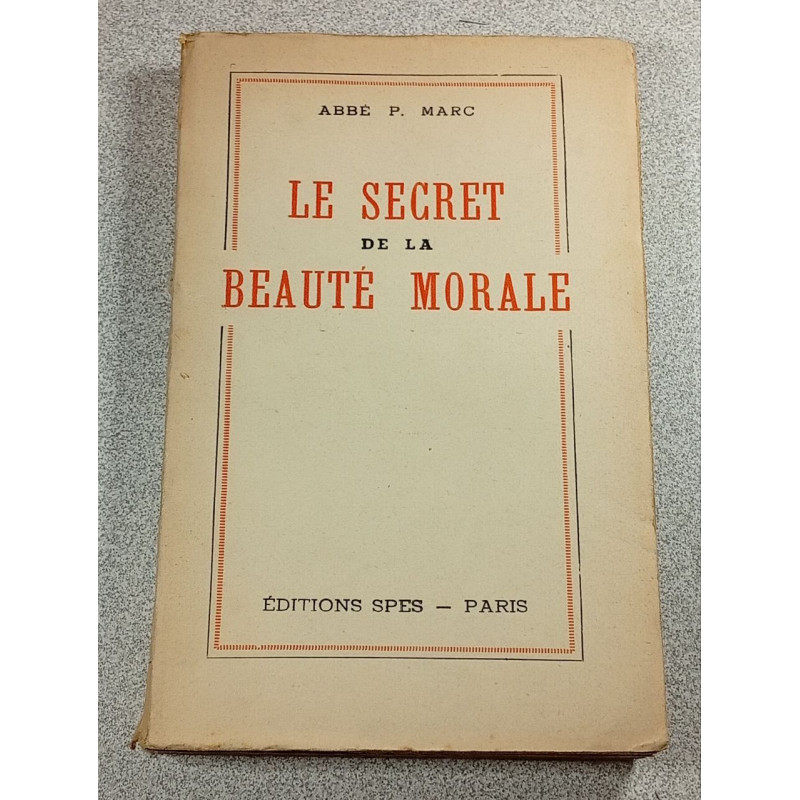 ABBÉ P. MARC
LE SECRET
DE LA
BEAUTÉ MORALE
ÉDITIONS SPES — PARIS